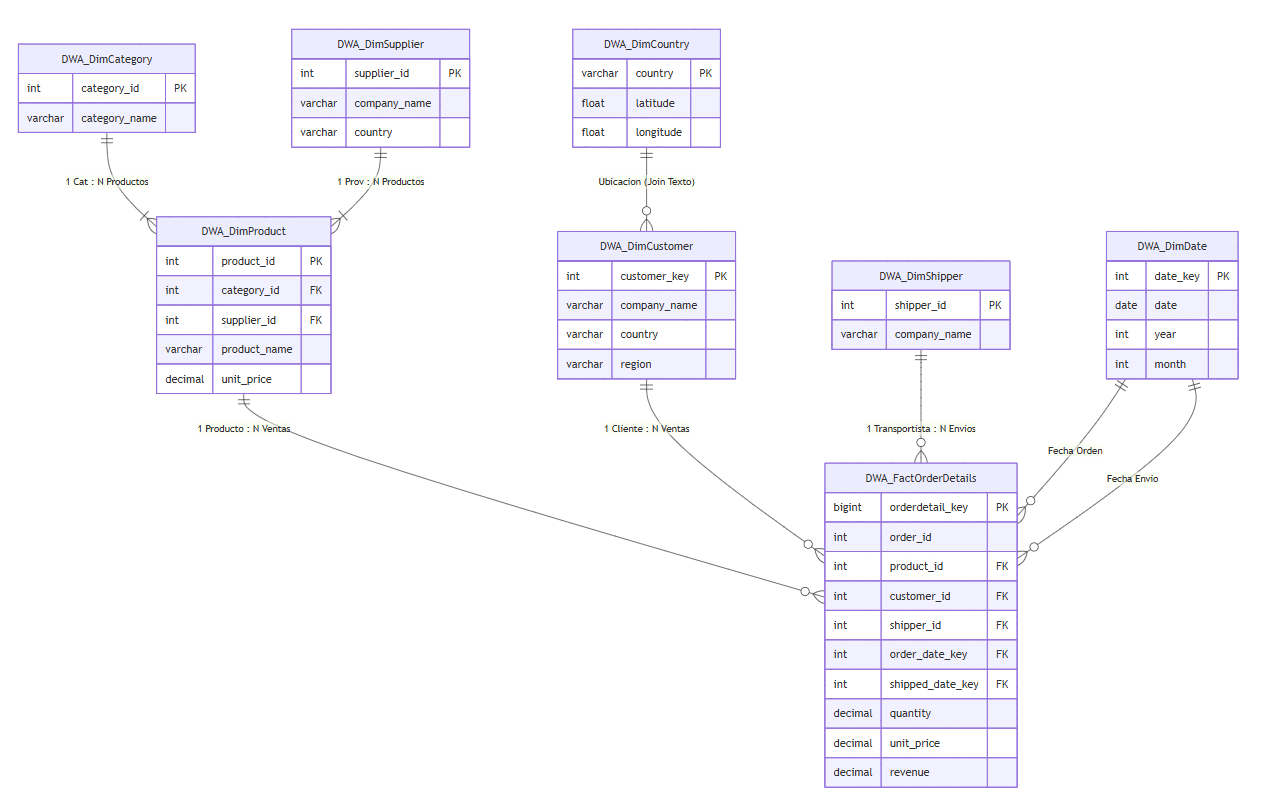 DWA_DimCategory
int category_id PK
varchar category_name
DWA_DimSupplier
int supplier_id PK
varchar company_name
varchar country
DWA_DimCountry
varchar country PK
float latitude
float longitude
1 Cat : N Productos
1 Prov : N Productos
Ubicacion (Join Texto)
DWA_DimProduct
int product_id PK
int category_id FK
int supplier_id FK
varchar product_name
decimal unit_price
DWA_DimCustomer
int customer_key PK
varchar company_name
varchar country
varchar region
DWA_DimShipper
int shipper_id PK
varchar company_name
DWA_DimDate
int date_key PK
date date
int year
int month
1 Producto : N Ventas
1 Cliente : N Ventas
1 Transportista : N Envios
Fecha Orden
Fecha Envio
DWA_FactOrderDetails
bigint orderdetail_key PK
int order_id
int product_id FK
int customer_id FK
int shipper_id FK
int order_date_key FK
int shipped_date_key FK
decimal quantity
decimal unit_price
decimal revenue